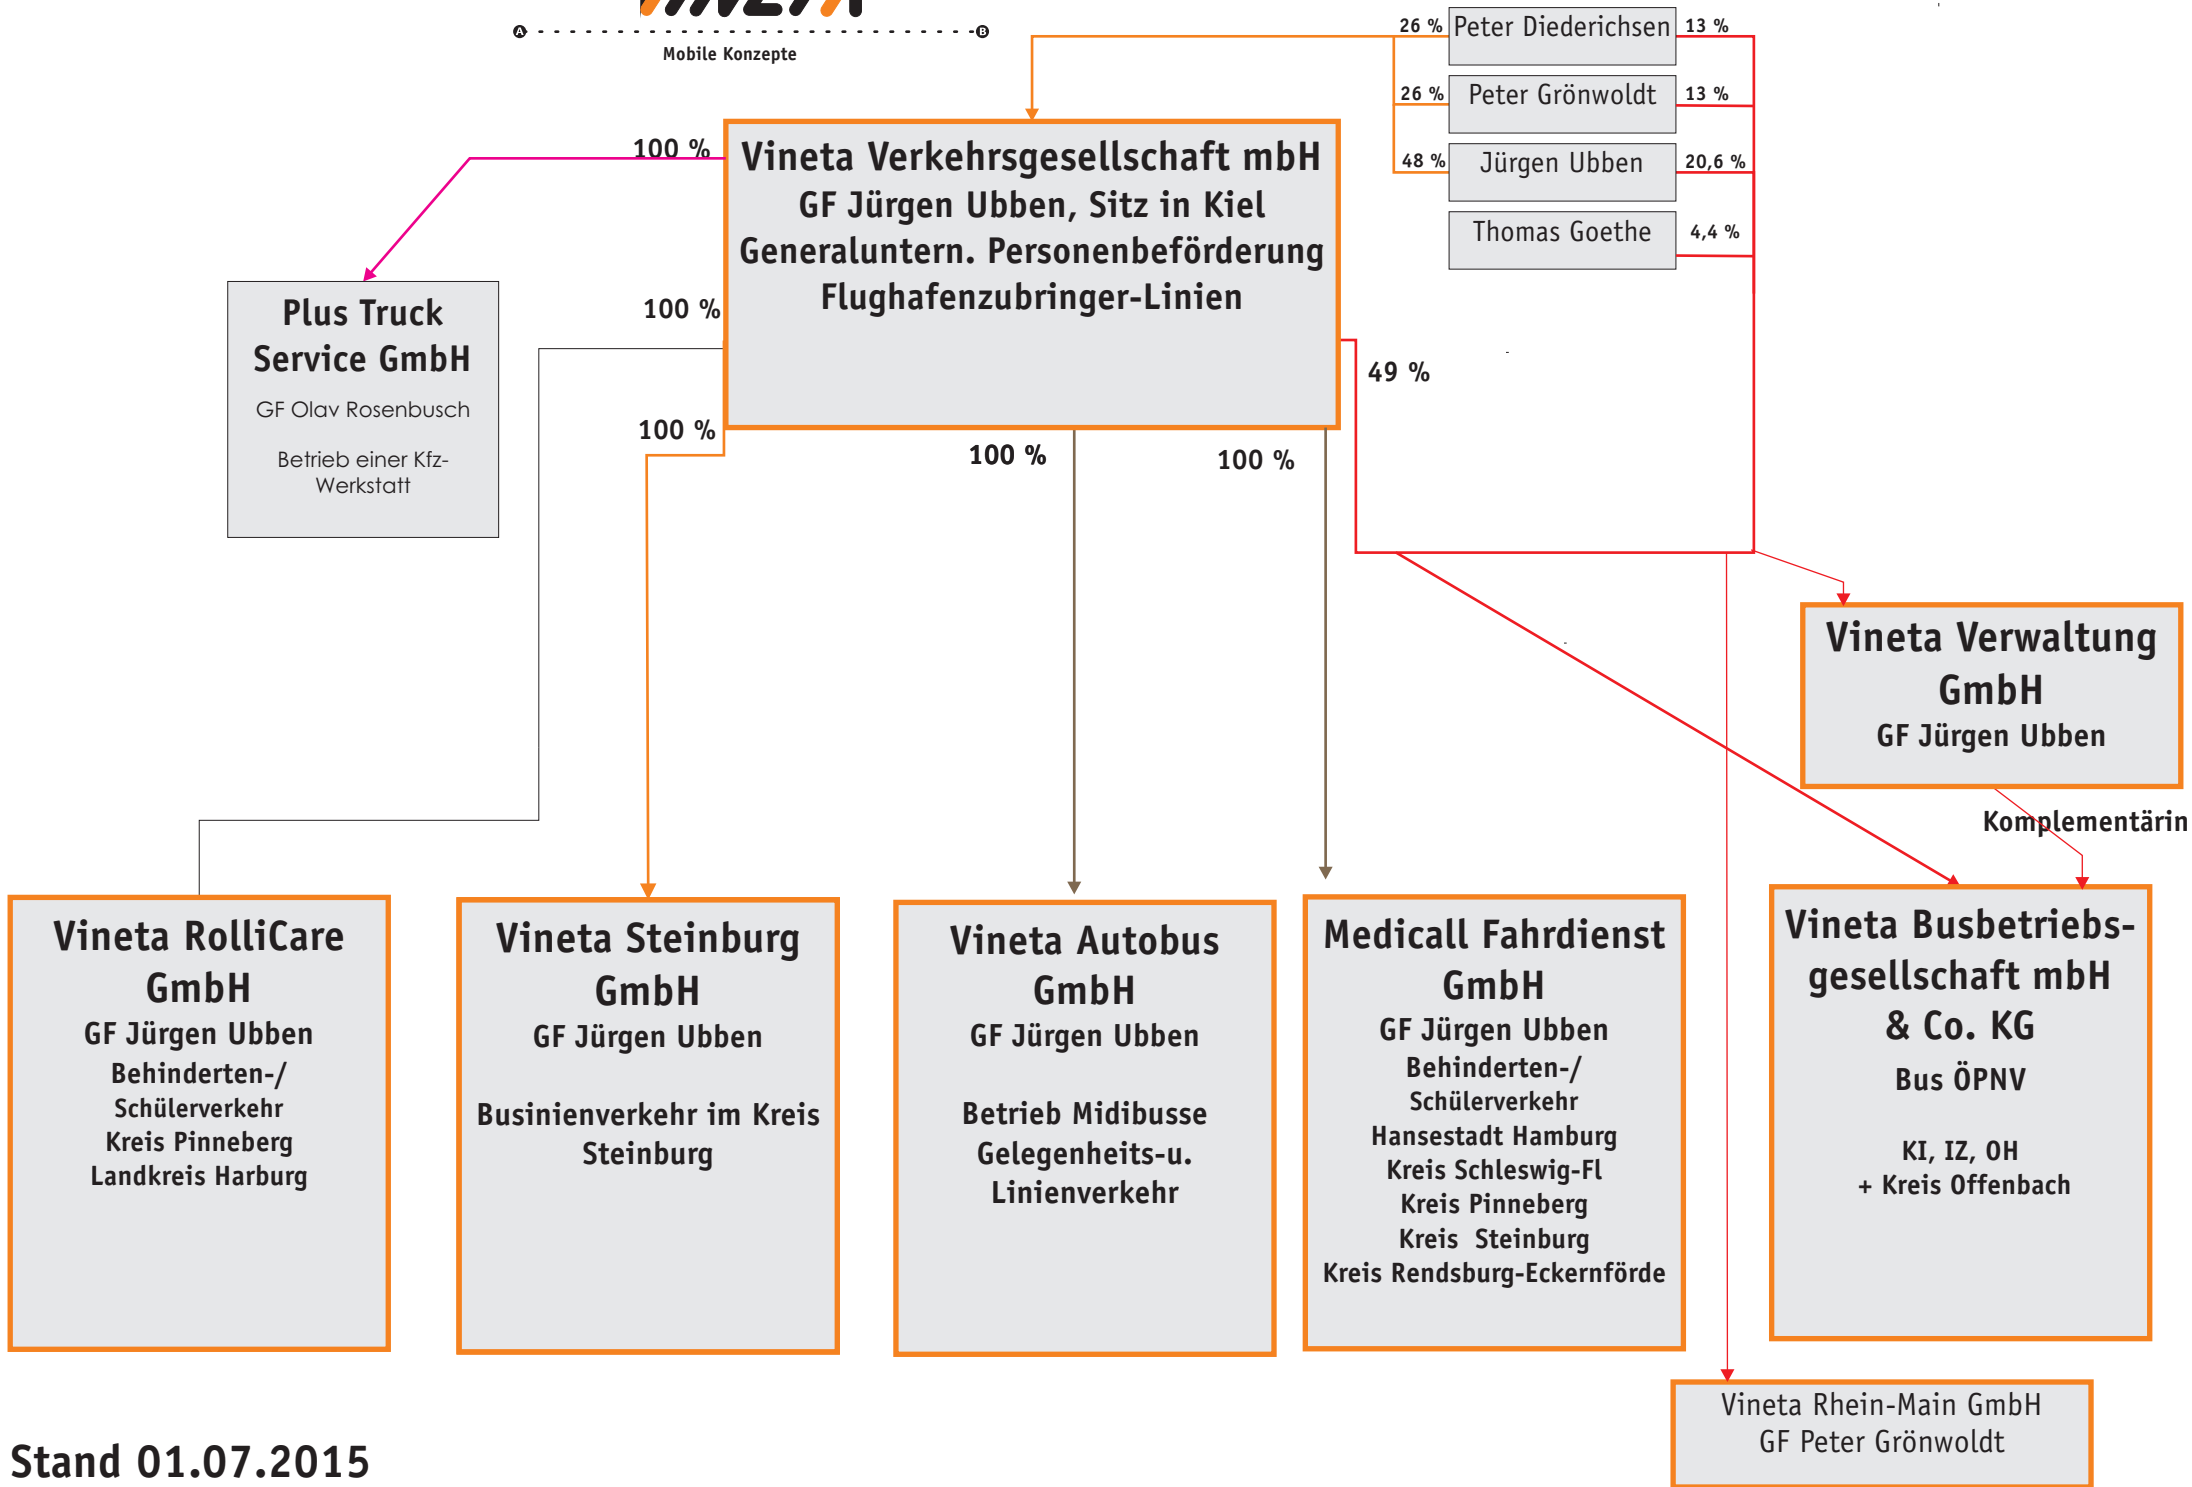 A B
Mobile Konzepte
26 % Peter Diederichsen 13 %
26 % Peter Grönwoldt 13 %
48 % Jürgen Ubben 20,6 %
Thomas Goethe 4,4 %
100 %
Vineta Verkehrsgesellschaft mbH
GF Jürgen Ubben, Sitz in Kiel
Generaluntern. Personenbeförderung
Flughafenzubringer-Linien
100 %
100 %
100 %
100 %
49 %
Plus Truck
Service GmbH
GF Olav Rosenbusch
Betrieb einer Kfz-
Werkstatt
Vineta Verwaltung
GmbH
GF Jürgen Ubben
Komplementärin
Vineta RolliCare
GmbH
GF Jürgen Ubben
Behinderten-/
Schülerverkehr
Kreis Pinneberg
Landkreis Harburg
Vineta Steinburg
GmbH
GF Jürgen Ubben
Businienverkehr im Kreis
Steinburg
Vineta Autobus
GmbH
GF Jürgen Ubben
Betrieb Midibusse
Gelegenheits-u.
Linienverkehr
Medicall Fahrdienst
GmbH
GF Jürgen Ubben
Behinderten-/
Schülerverkehr
Hansestadt Hamburg
Kreis Schleswig-Fl
Kreis Pinneberg
Kreis Steinburg
Kreis Rendsburg-Eckernförde
Vineta Busbetriebs-
gesellschaft mbH
& Co. KG
Bus ÖPNV
KI, IZ, OH
+ Kreis Offenbach
Vineta Rhein-Main GmbH
GF Peter Grönwoldt
Stand 01.07.2015